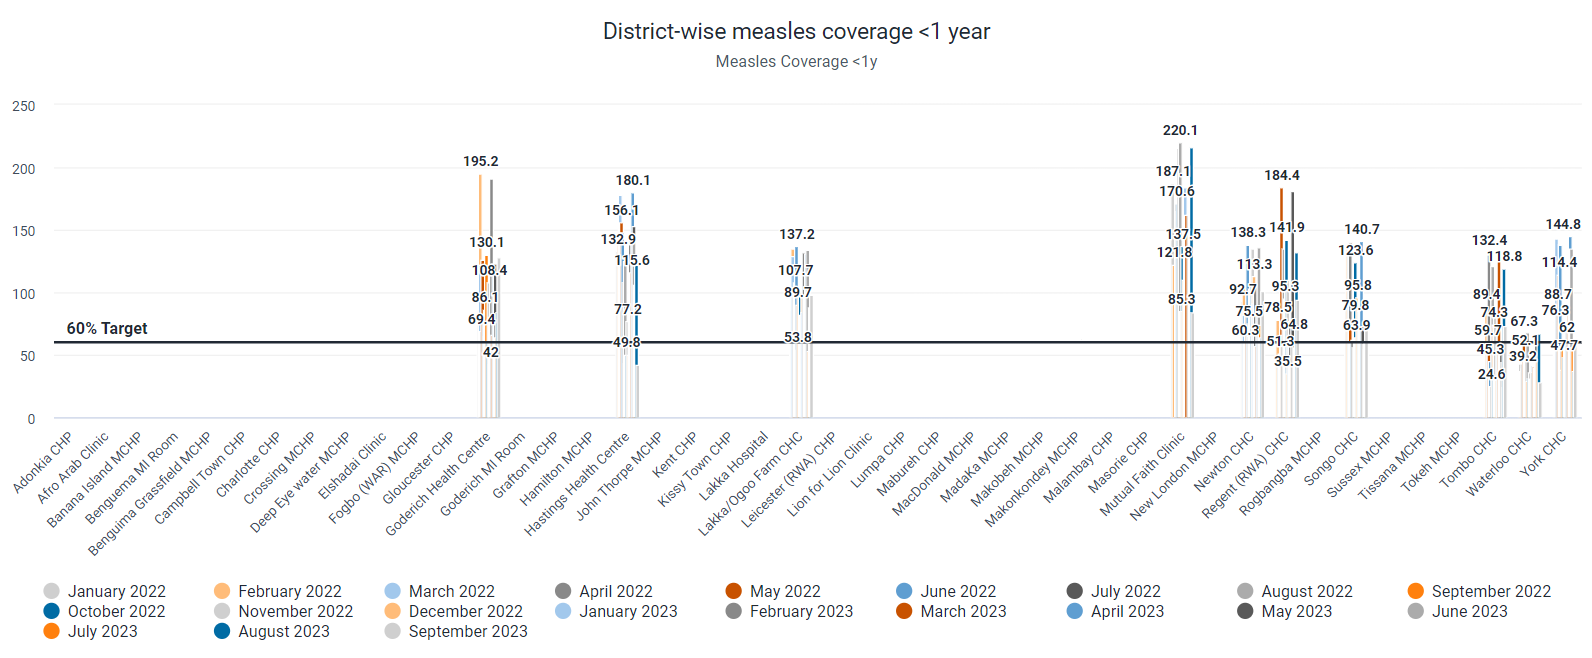 District-wise measles coverage <1 year
Measles Coverage <1y
250
200
150
100
50
0
60% Target
195.2
130.1
108.4
86.1
69.4
42
180.1
156.1
132.9
115.6
77.2
49.8
137.2
107.7
89.7
53.8
220.1
187.1
170.6
137.5
121.8
85.3
138.3
113.3
92.7
75.5
60.3
184.4
141.9
95.3
78.5
64.8
51.3
35.5
140.7
123.6
95.8
79.8
63.9
132.4
118.8
89.4
74.3
59.7
45.3
24.6
67.3
52.1
39.2
144.8
114.4
88.7
76.3
62
47.7
Adonkia CHP
Afro Arab Clinic
Banana Island MCHP
Benguema MI Room
Benguima Grassfield MCHP
Campbell Town CHP
Charlotte CHP
Crossing MCHP
Deep Eye water MCHP
Elshadai Clinic
Fogbo (WAR) MCHP
Gloucester CHP
Goderich Health Centre
Goderich MI Room
Grafton MCHP
Hamilton MCHP
Hastings Health Centre
John Thorpe MCHP
Kent CHP
Kissy Town CHP
Lakka Hospital
Lakka/Ogoo Farm CHC
Leicester (RWA) CHP
Lion for Lion Clinic
Lumpa CHP
Mabureh CHP
MacDonald MCHP
MadaKa MCHP
Makobeh MCHP
Makonkondey MCHP
Malambay CHP
Masorie CHP
Mutual Faith Clinic
New London MCHP
Newton CHC
Regent (RWA) CHC
Rogbangba MCHP
Songo CHC
Sussex MCHP
Tissana MCHP
Tokeh MCHP
Tombo CHC
Waterloo CHC
York CHC
January 2022 February 2022 March 2022 April 2022 May 2022 June 2022 July 2022 August 2022 September 2022
October 2022 November 2022 December 2022 January 2023 February 2023 March 2023 April 2023 May 2023 June 2023
July 2023 August 2023 September 2023